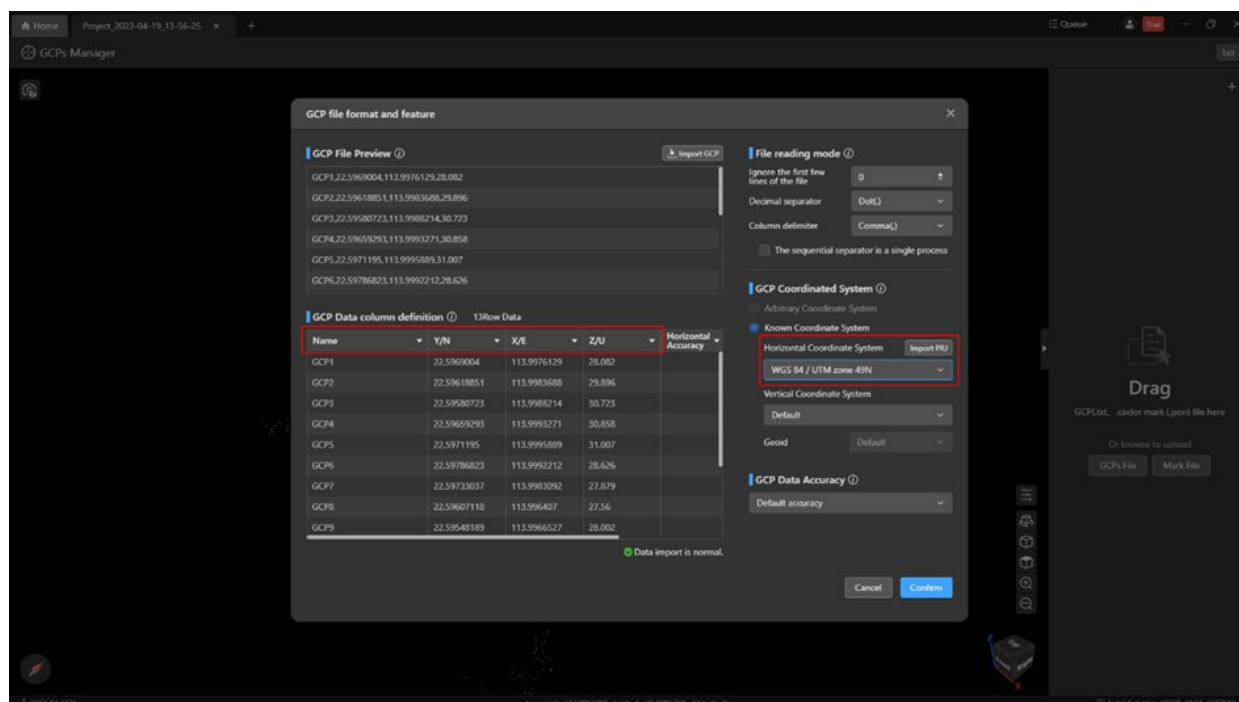 Home Project_2023-04-19_13-56-25 × + Queue Trial
GCPs Manager Exit
GCP file format and feature
GCP File Preview Import GCP
GCP1,22.5969004,113.9976129,28.082
GCP2,22.59618851,113.9983688,29.896
GCP3,22.59580723,113.9988214,30.723
GCP4,22.59659293,113.9993271,30.858
GCP5,22.5971195,113.9995889,31.007
GCP6,22.59786823,113.9992212,28.626
GCP Data column definition 13Row Data
Name Y/N X/E Z/U Horizontal Accuracy
GCP1 22.5969004 113.9976129 28.082
GCP2 22.59618851 113.9983688 29.896
GCP3 22.59580723 113.9988214 30.723
GCP4 22.59659293 113.9993271 30.858
GCP5 22.5971195 113.9995889 31.007
GCP6 22.59786823 113.9992212 28.626
GCP7 22.59733037 113.9983092 27.879
GCP8 22.59607118 113.996407 27.56
GCP9 22.59548189 113.9966527 28.002
Data import is normal.
File reading mode
Ignore the first few
lines of the file 0
Decimal separator Dot(.)
Column delimiter Comma(,)
The sequential separator is a single process
GCP Coordinated System
Arbitrary Coordinate System
Known Coordinate System
Horizontal Coordinate System Import PRJ
WGS 84 / UTM zone 49N
Vertical Coordinate System
Default
Geoid Default
GCP Data Accuracy
Default accuracy
Cancel Confirm
Drag
Or browse to upload
GCPs File Mark File
Z
X